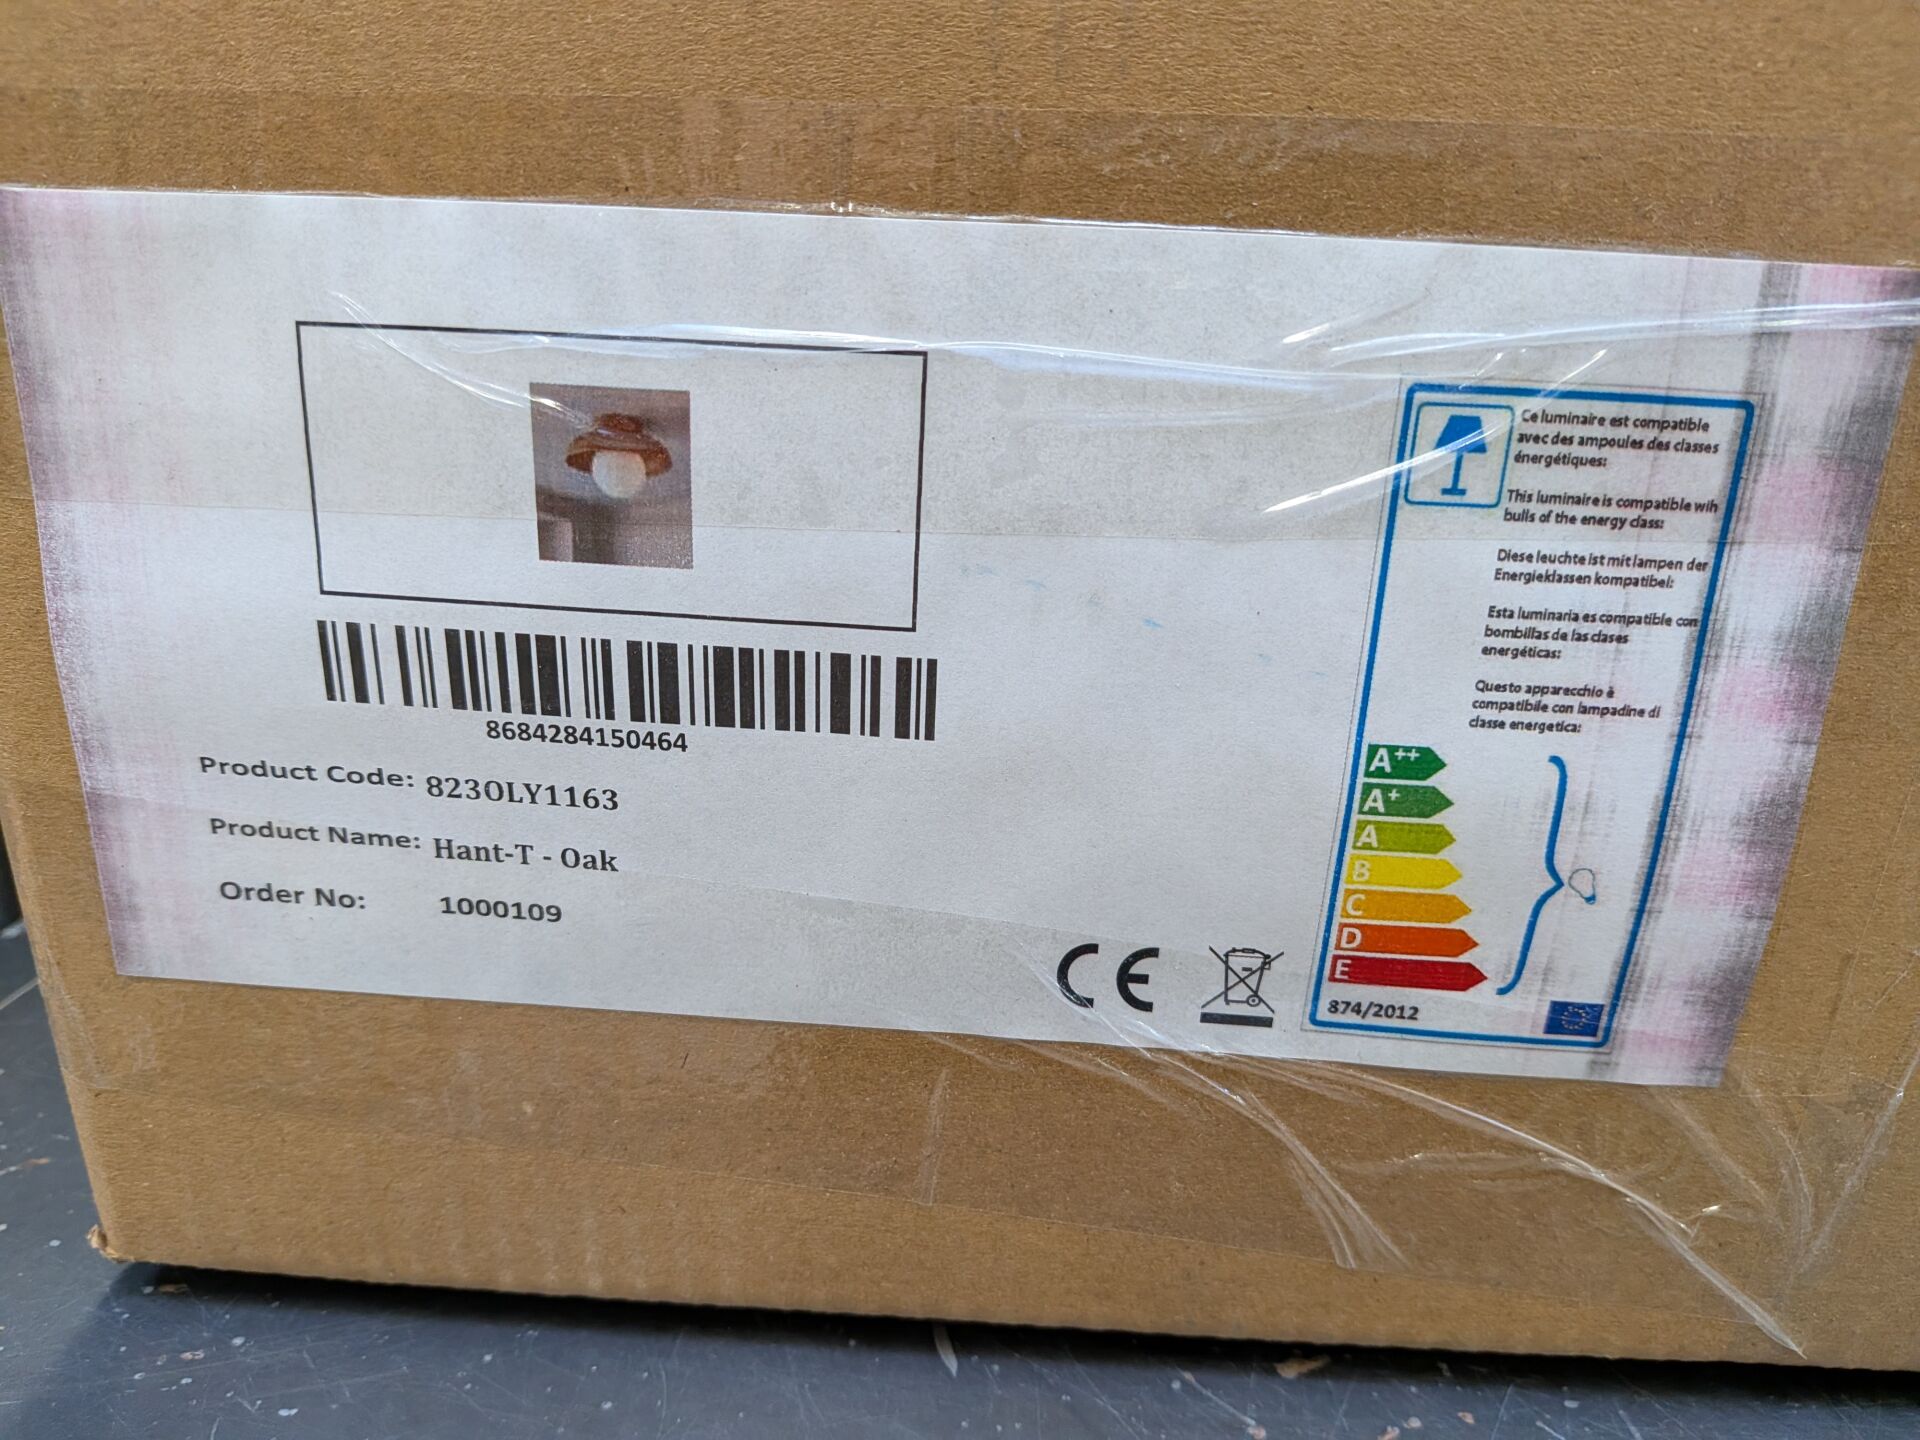 8684284150464
Product Code: 823OLY1163
Product Name: Hant-T - Oak
Order No: 1000109
CE
Ce luminaire est compatible
avec des ampoules des classes
énergétiques:
This luminaire is compatible wih
bulls of the energy class:
Diese leuchte ist mit lampen der
Energieklassen kompatibel:
Esta luminaria es compatible con
bombillas de las clases
energéticas:
Questo apparecchio è
compatibile con lampadine di
classe energetica:
A++
A+
A
B
C
D
E
874/2012